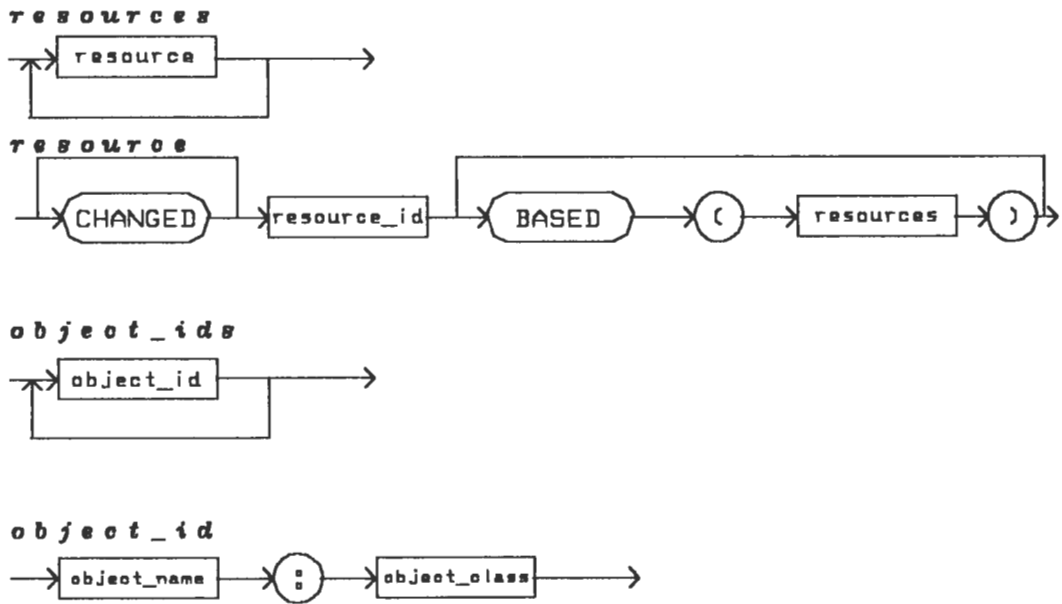 resources
resource
resource
CHANGED resource_id BASED ( resources )
object_ids
object_id
object_id
object_name : object_class